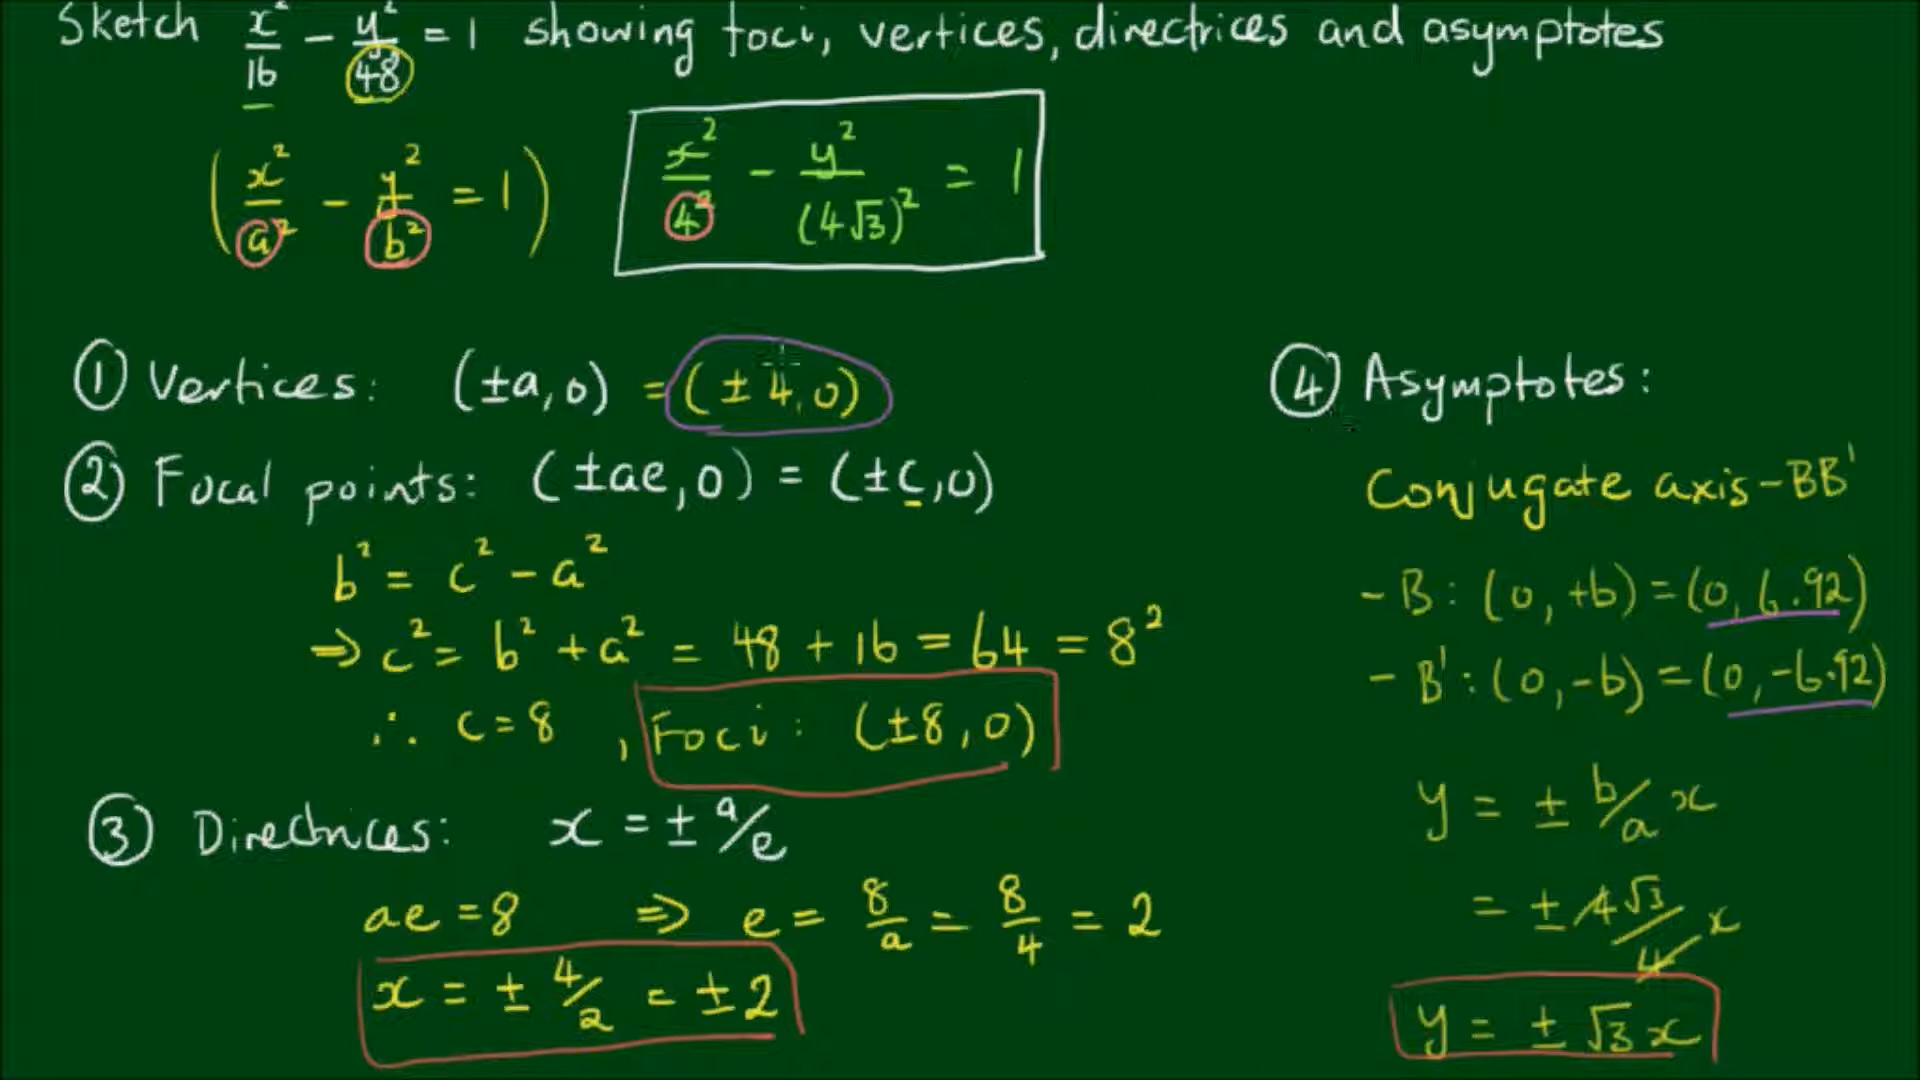 Sketch x²/16 - y²/48 = 1 showing foci, vertices, directrices and asymptotes
(x²/a² - y²/b² = 1)
x²/4² - y²/(4√3)² = 1
① Vertices: (±a, 0) = (±4, 0)
② Focal points: (±ae, 0) = (±c, 0)
b² = c² - a²
⇒ c² = b² + a² = 48 + 16 = 64 = 8²
∴ c = 8 , Foci: (±8, 0)
③ Directrices: x = ± a/e
ae = 8 ⇒ e = 8/a = 8/4 = 2
x = ± 4/2 = ± 2
④ Asymptotes:
Conjugate axis - BB'
- B: (0, +b) = (0, 6.92)
- B': (0, -b) = (0, -6.92)
y = ± b/a x
= ± 4√3/4 x
y = ± √3 x